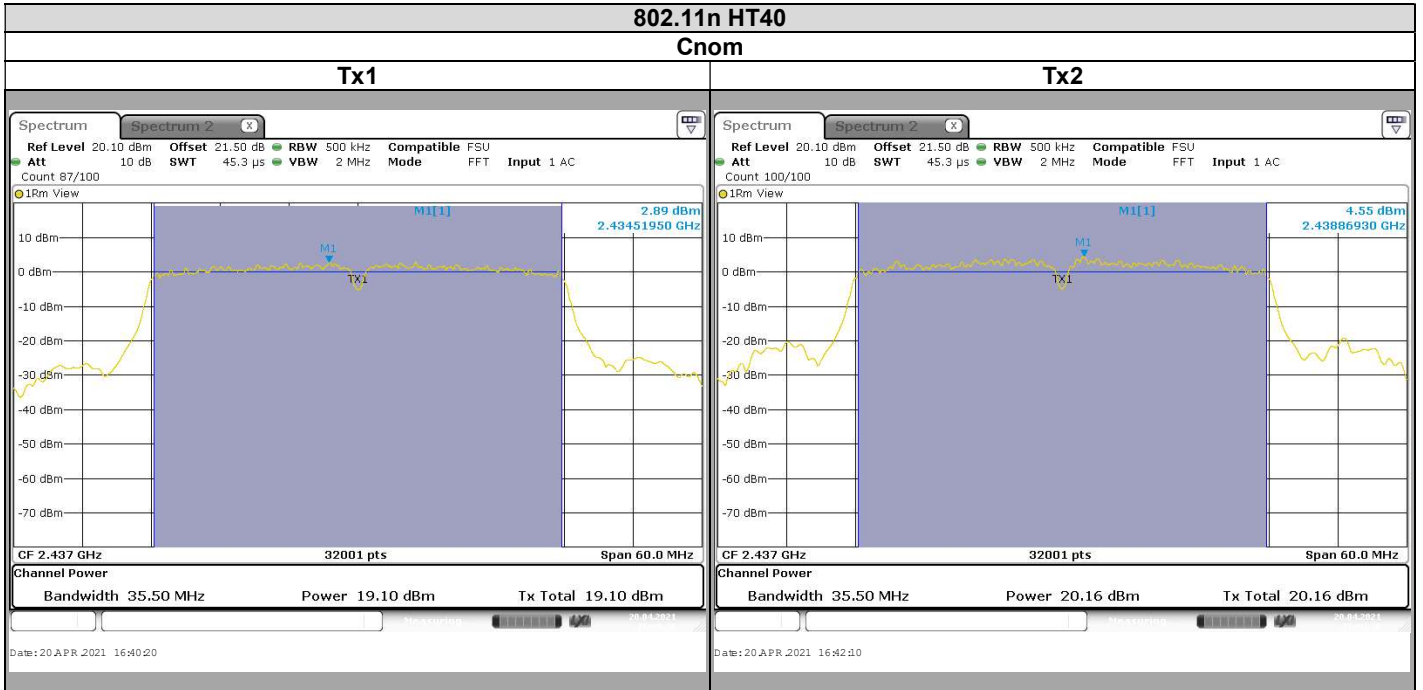 802.11n HT40
Cnom
Tx1
Tx2
Spectrum Spectrum 2 X
Ref Level 20.10 dBm Offset 21.50 dB RBW 500 kHz Compatible FSU
Att 10 dB SWT 45.3 µs VBW 2 MHz Mode FFT Input 1 AC
Count 87/100
1Rm View
M1[1] 2.89 dBm
2.43451950 GHz
10 dBm
M1
0 dBm
TX1
-10 dBm
-20 dBm
-30 dBm
-40 dBm
-50 dBm
-60 dBm
-70 dBm
CF 2.437 GHz 32001 pts Span 60.0 MHz
Channel Power
Bandwidth 35.50 MHz Power 19.10 dBm Tx Total 19.10 dBm
Measuring 20.04.2021
Date: 20.APR.2021 16:40:20
Spectrum Spectrum 2 X
Ref Level 20.10 dBm Offset 21.50 dB RBW 500 kHz Compatible FSU
Att 10 dB SWT 45.3 µs VBW 2 MHz Mode FFT Input 1 AC
Count 100/100
1Rm View
M1[1] 4.55 dBm
2.43886930 GHz
10 dBm
M1
0 dBm
TX1
-10 dBm
-20 dBm
-30 dBm
-40 dBm
-50 dBm
-60 dBm
-70 dBm
CF 2.437 GHz 32001 pts Span 60.0 MHz
Channel Power
Bandwidth 35.50 MHz Power 20.16 dBm Tx Total 20.16 dBm
Measuring 20.04.2021
Date: 20.APR.2021 16:42:10